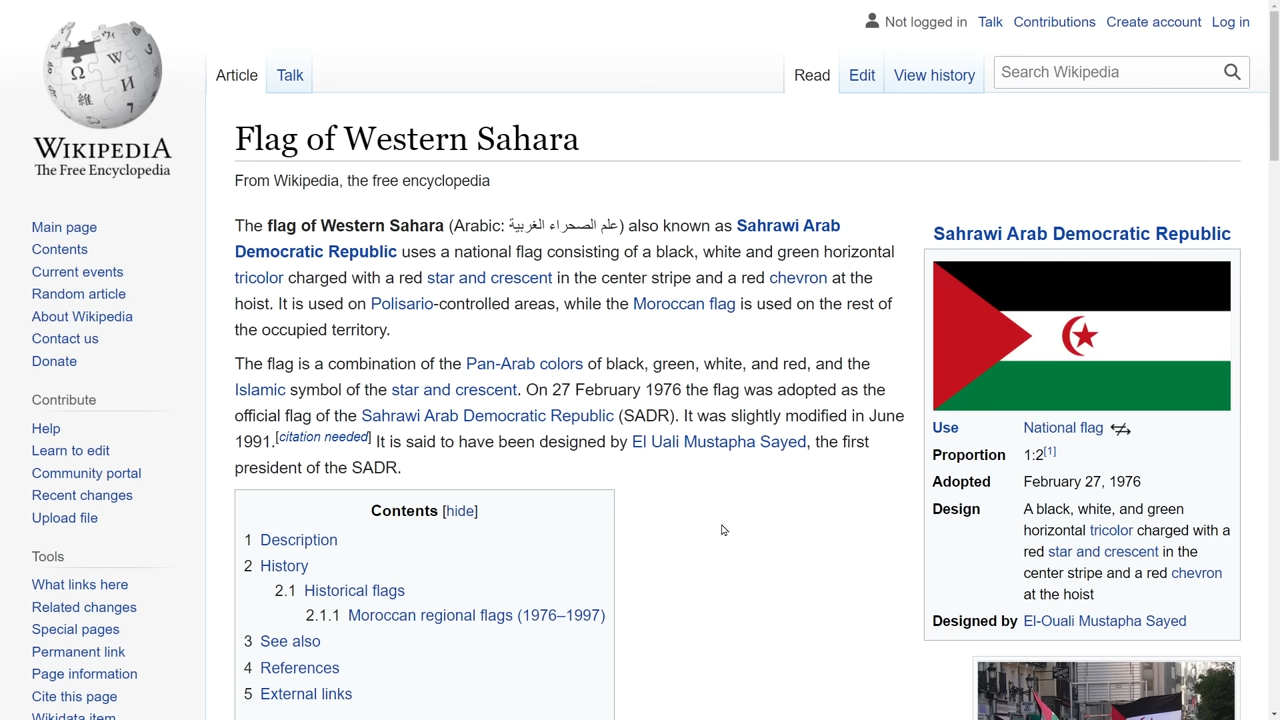 Not logged in Talk Contributions Create account Log in
Article Talk Read Edit View history Search Wikipedia
WIKIPEDIA
The Free Encyclopedia
Main page
Contents
Current events
Random article
About Wikipedia
Contact us
Donate
Contribute
Help
Learn to edit
Community portal
Recent changes
Upload file
Tools
What links here
Related changes
Special pages
Permanent link
Page information
Cite this page
Wikidata item
Flag of Western Sahara
From Wikipedia, the free encyclopedia
The flag of Western Sahara (Arabic: علم الصحراء الغربية) also known as Sahrawi Arab
Democratic Republic uses a national flag consisting of a black, white and green horizontal
tricolor charged with a red star and crescent in the center stripe and a red chevron at the
hoist. It is used on Polisario-controlled areas, while the Moroccan flag is used on the rest of
the occupied territory.
The flag is a combination of the Pan-Arab colors of black, green, white, and red, and the
Islamic symbol of the star and crescent. On 27 February 1976 the flag was adopted as the
official flag of the Sahrawi Arab Democratic Republic (SADR). It was slightly modified in June
1991.[citation needed] It is said to have been designed by El Uali Mustapha Sayed, the first
president of the SADR.
Contents [hide]
1 Description
2 History
2.1 Historical flags
2.1.1 Moroccan regional flags (1976–1997)
3 See also
4 References
5 External links
Sahrawi Arab Democratic Republic
Use National flag
Proportion 1:2[1]
Adopted February 27, 1976
Design A black, white, and green
horizontal tricolor charged with a
red star and crescent in the
center stripe and a red chevron
at the hoist
Designed by El-Ouali Mustapha Sayed